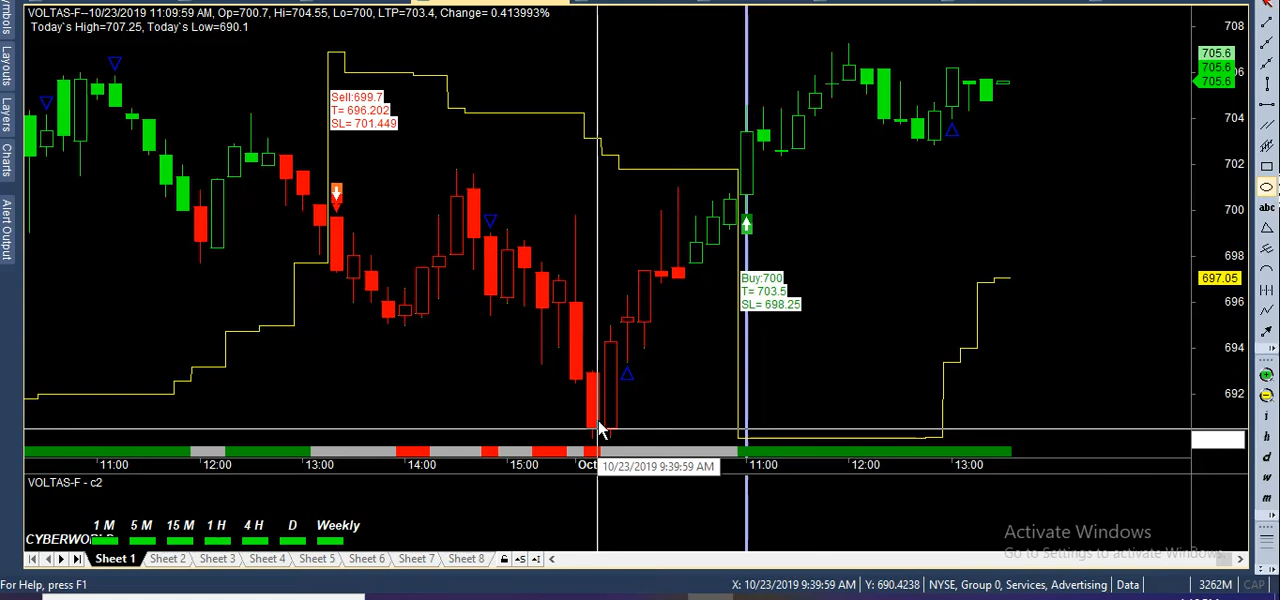 VOLTAS-F--10/23/2019 11:09:59 AM, Op=700.7, Hi=704.55, Lo=700, LTP=703.4, Change= 0.413993%
Today`s High=707.25, Today`s Low=690.1
Layouts
Layers
Charts
Alert Output
Sell:699.7
T= 696.202
SL= 701.449
Buy:700
T= 703.5
SL= 698.25
708
705.6
705.6
705.6
704
702
700
698
697.05
696
694
692
abc
i
h
d
w
m
11:00 12:00 13:00 14:00 15:00 Oct 11:00 12:00 13:00
10/23/2019 9:39:59 AM
VOLTAS-F - c2
1 M 5 M 15 M 1 H 4 H D Weekly
Activate Windows
Go to Settings to activate Windows.
Sheet 1 Sheet 2 Sheet 3 Sheet 4 Sheet 5 Sheet 6 Sheet 7 Sheet 8
For Help, press F1
X: 10/23/2019 9:39:59 AM Y: 690.4238 NYSE, Group 0, Services, Advertising Data 3262M CAP